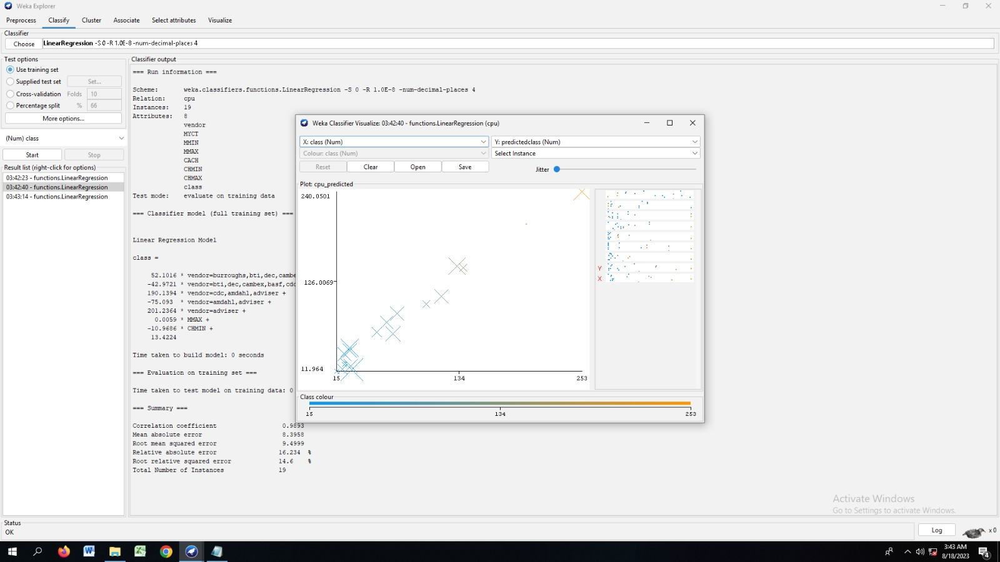 Weka Explorer
Preprocess Classify Cluster Associate Select attributes Visualize
Classifier
Choose LinearRegression -S 0 -R 1.0E-8 -num-decimal-places 4
Test options
Use training set
Supplied test set Set...
Cross-validation Folds 10
Percentage split % 66
More options...
(Num) class
Start Stop
Result list (right-click for options)
03:42:23 - functions.LinearRegression
03:42:40 - functions.LinearRegression
03:43:14 - functions.LinearRegression
Classifier output
=== Run information ===
Scheme: weka.classifiers.functions.LinearRegression -S 0 -R 1.0E-8 -num-decimal-places 4
Relation: cpu
Instances: 19
Attributes: 8
vendor
MYCT
MMIN
MMAX
CACH
CHMIN
CHMAX
class
Test mode: evaluate on training data
=== Classifier model (full training set) ===
Linear Regression Model
class =
52.1016 * vendor=burroughs,bti,dec,cambe
-42.9721 * vendor=bti,dec,cambex,basf,cdc
190.1394 * vendor=cdc,amdahl,adviser +
-75.093 * vendor=amdahl,adviser +
201.2364 * vendor=adviser +
0.0059 * MMAX +
-10.9686 * CHMIN +
13.4224
Time taken to build model: 0 seconds
=== Evaluation on training set ===
Time taken to test model on training data: 0
=== Summary ===
Correlation coefficient 0.9893
Mean absolute error 8.3958
Root mean squared error 9.4999
Relative absolute error 16.234 %
Root relative squared error 14.6 %
Total Number of Instances 19
Weka Classifier Visualize: 03:42:40 - functions.LinearRegression (cpu)
X: class (Num) Y: predictedclass (Num)
Colour: class (Num) Select Instance
Reset Clear Open Save Jitter
Plot: cpu_predicted
240.0501
126.0069
11.964
15 134 253
Y
X
Class colour
15 134 253
Activate Windows
Go to Settings to activate Windows.
Status
OK
Log x 0
3:43 AM
8/18/2023
4